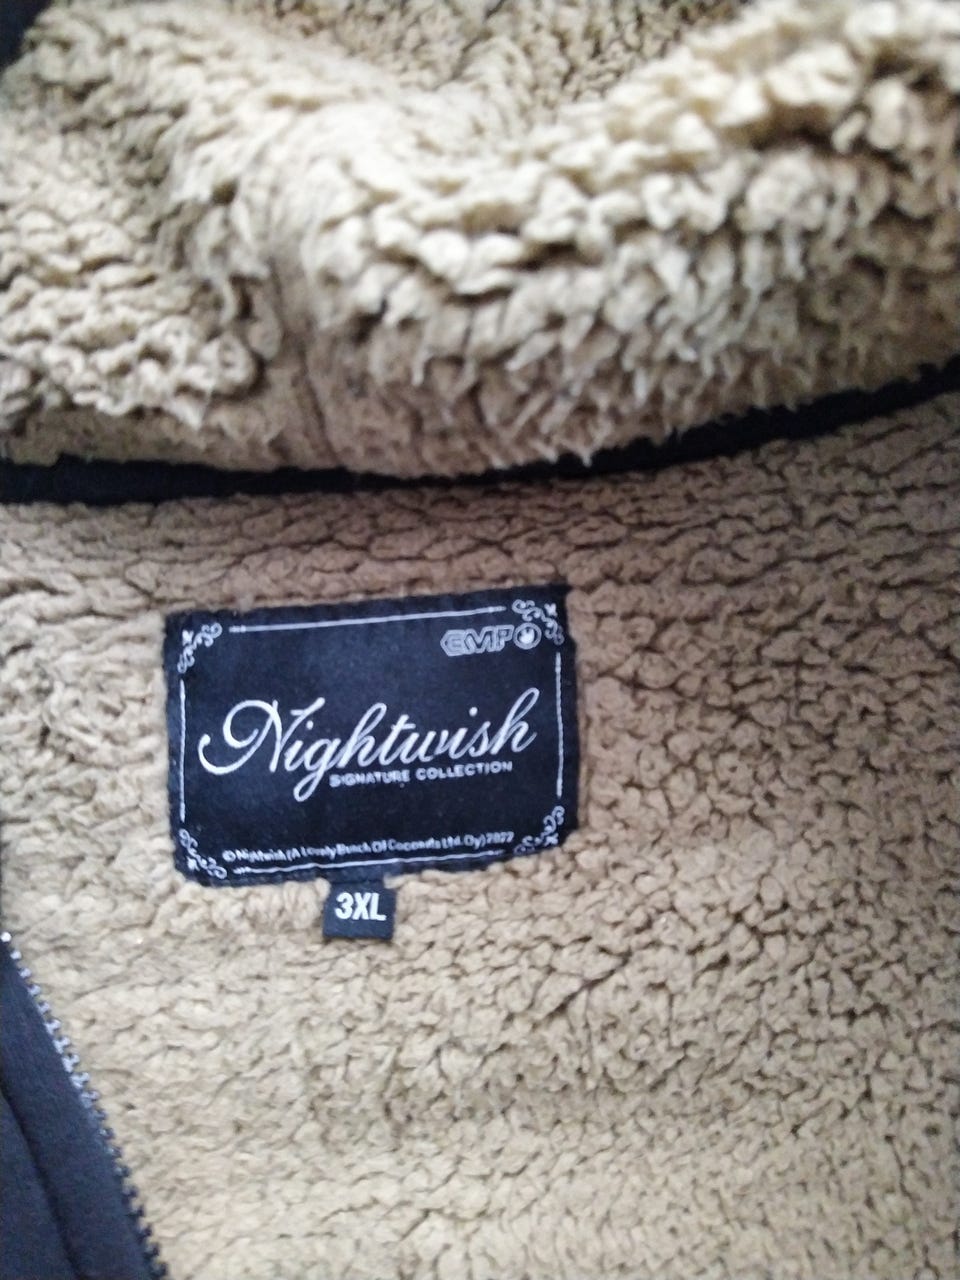 EMP
Nightwish
SIGNATURE COLLECTION
© Nightwish (A Lovely Bunch Of Coconuts Ltd. Oy) 2022
3XL